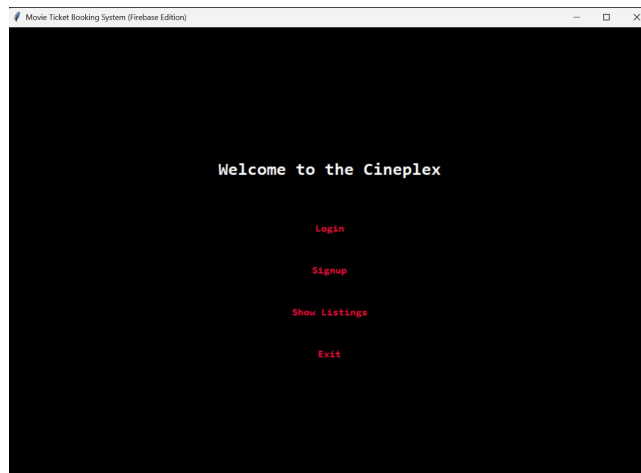 Movie Ticket Booking System (Firebase Edition)
Welcome to the Cineplex
Login
Signup
Show Listings
Exit